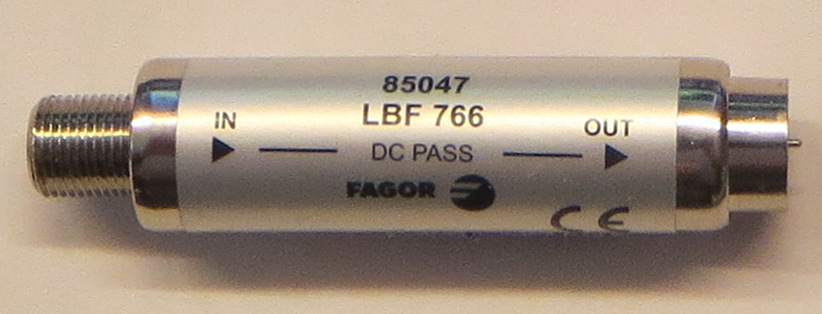 85047
LBF 766
IN
OUT
DC PASS
FAGOR
CE